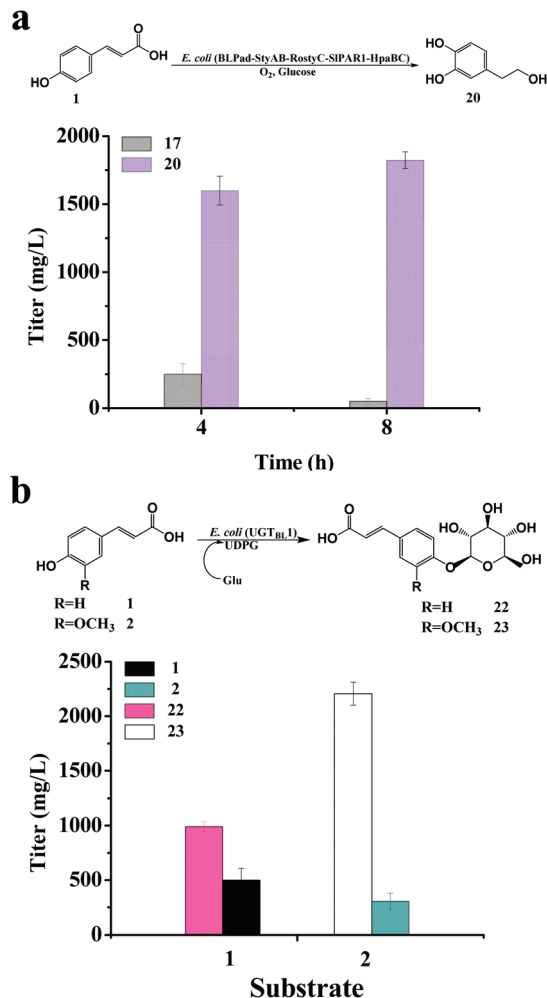 a
O
OH
HO
1
E. coli (BLPad-StyAB-RostyC-SlPAR1-HpaBC)
O2, Glucose
HO
HO
OH
20
17
20
Titer (mg/L)
2000
1500
1000
500
0
4
8
Time (h)
b
O
OH
HO
R
R=H 1
R=OCH3 2
E. coli (UGTBL1)
UDPG
Glu
O
HO
R
O
O
HO
OH
OH
OH
R=H 22
R=OCH3 23
1
2
22
23
Titer (mg/L)
2500
2000
1500
1000
500
0
1
2
Substrate